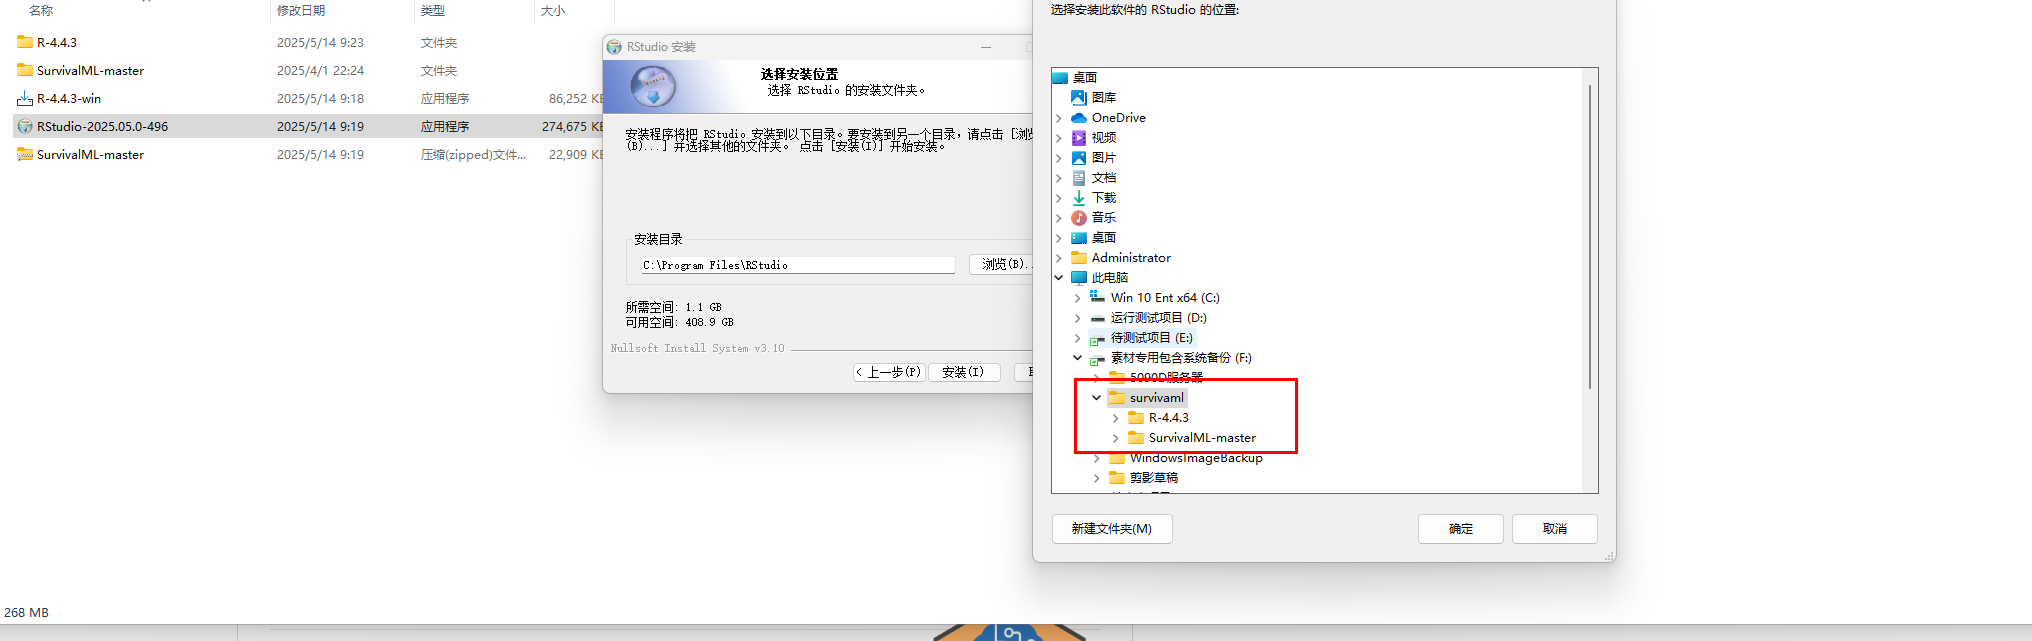 名称 修改日期 类型 大小
R-4.4.3 2025/5/14 9:23 文件夹
SurvivalML-master 2025/4/1 22:24 文件夹
R-4.4.3-win 2025/5/14 9:18 应用程序 86,252 KB
RStudio-2025.05.0-496 2025/5/14 9:19 应用程序 274,675 KB
SurvivalML-master 2025/5/14 9:19 压缩(zipped)文件... 22,909 KB
268 MB
RStudio 安装
选择安装位置
选择 RStudio 的安装文件夹。
安装程序将把 RStudio 安装到以下目录。要安装到另一个目录，请点击 [浏览
(B)...] 并选择其他的文件夹。 点击 [安装(I)] 开始安装。
安装目录
C:\Program Files\RStudio
浏览(B)..
所需空间: 1.1 GB
可用空间: 408.9 GB
Nullsoft Install System v3.10
< 上一步(P) 安装(I)
选择安装此软件的 RStudio 的位置:
桌面
图库
OneDrive
视频
图片
文档
下载
音乐
桌面
Administrator
此电脑
Win 10 Ent x64 (C:)
运行测试项目 (D:)
待测试项目 (E:)
素材专用包含系统备份 (F:)
5090D服务器
survivaml
R-4.4.3
SurvivalML-master
WindowsImageBackup
剪影草稿
新建文件夹(M) 确定 取消